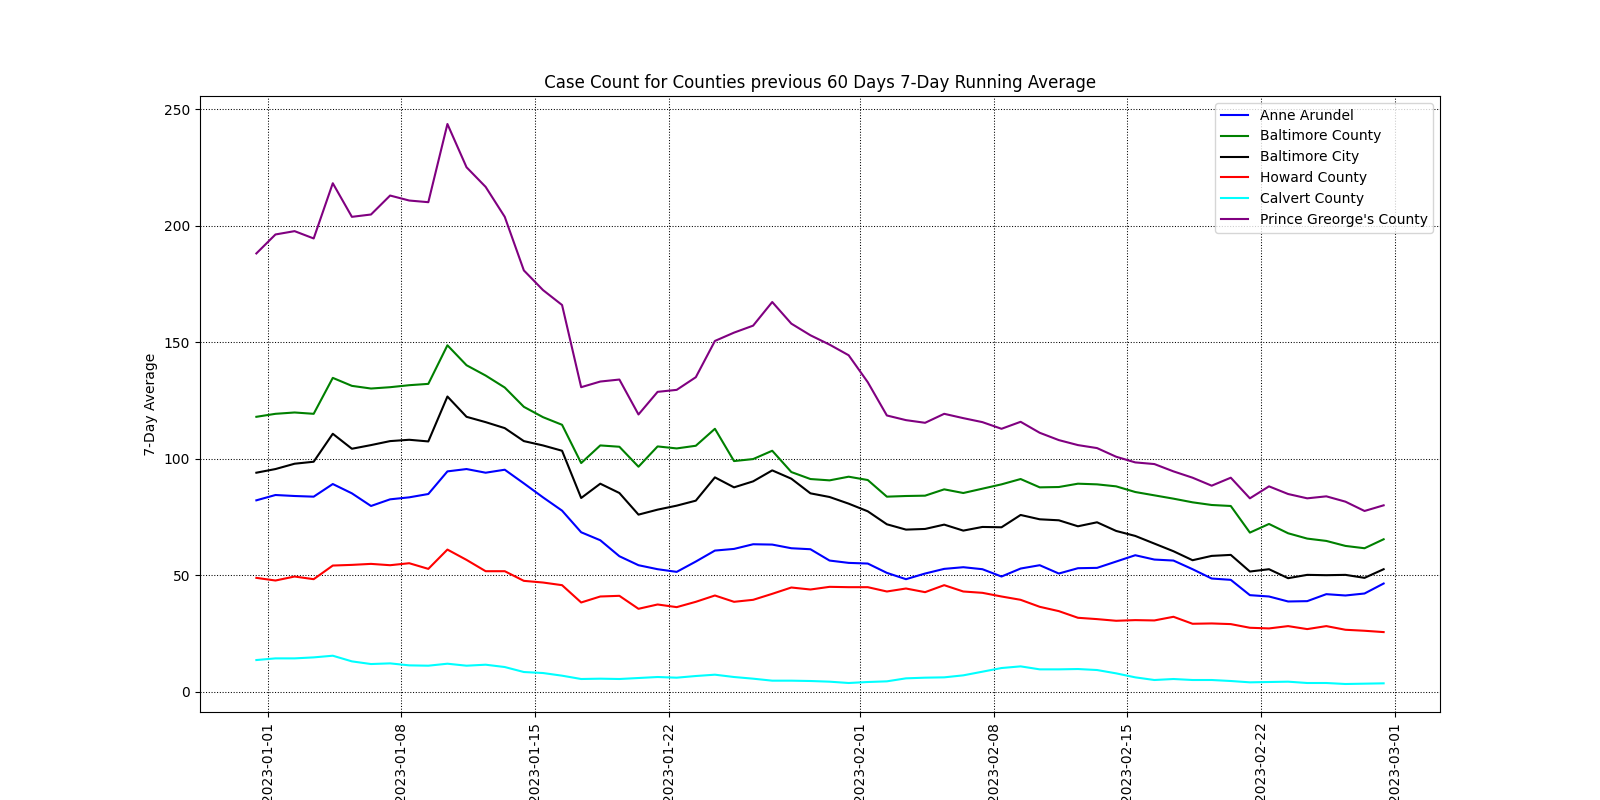 Case Count for Counties previous 60 Days 7-Day Running Average
250
200
150
100
50
0
7-Day Average
Anne Arundel
Baltimore County
Baltimore City
Howard County
Calvert County
Prince Greorge's County
2023-01-01
2023-01-08
2023-01-15
2023-01-22
2023-02-01
2023-02-08
2023-02-15
2023-02-22
2023-03-01